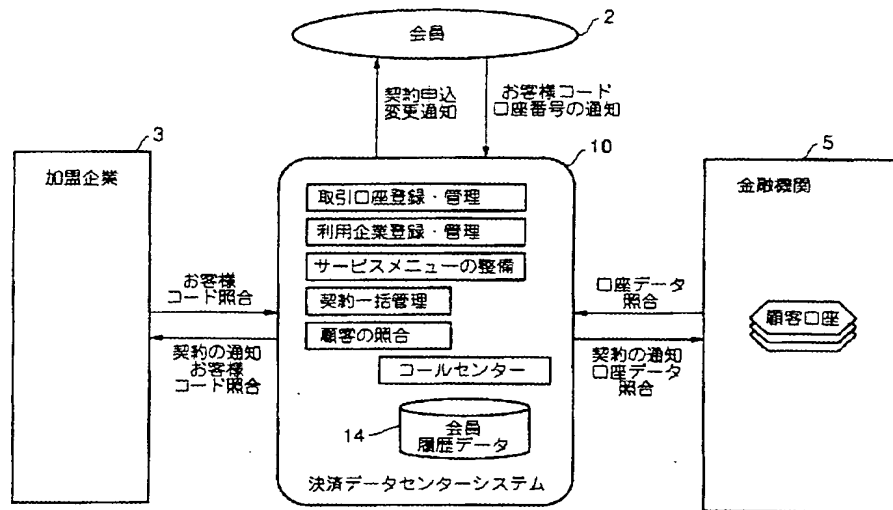 会員
2
契約申込
変更通知
お客様コード
口座番号の通知
3
加盟企業
10
5
金融機関
取引口座登録・管理
利用企業登録・管理
サービスメニューの整備
契約一括管理
顧客の照合
コールセンター
お客様
コード照合
契約の通知
お客様
コード照合
口座データ
照合
契約の通知
口座データ
照合
顧客口座
14
会員
履歴データ
決済データセンターシステム